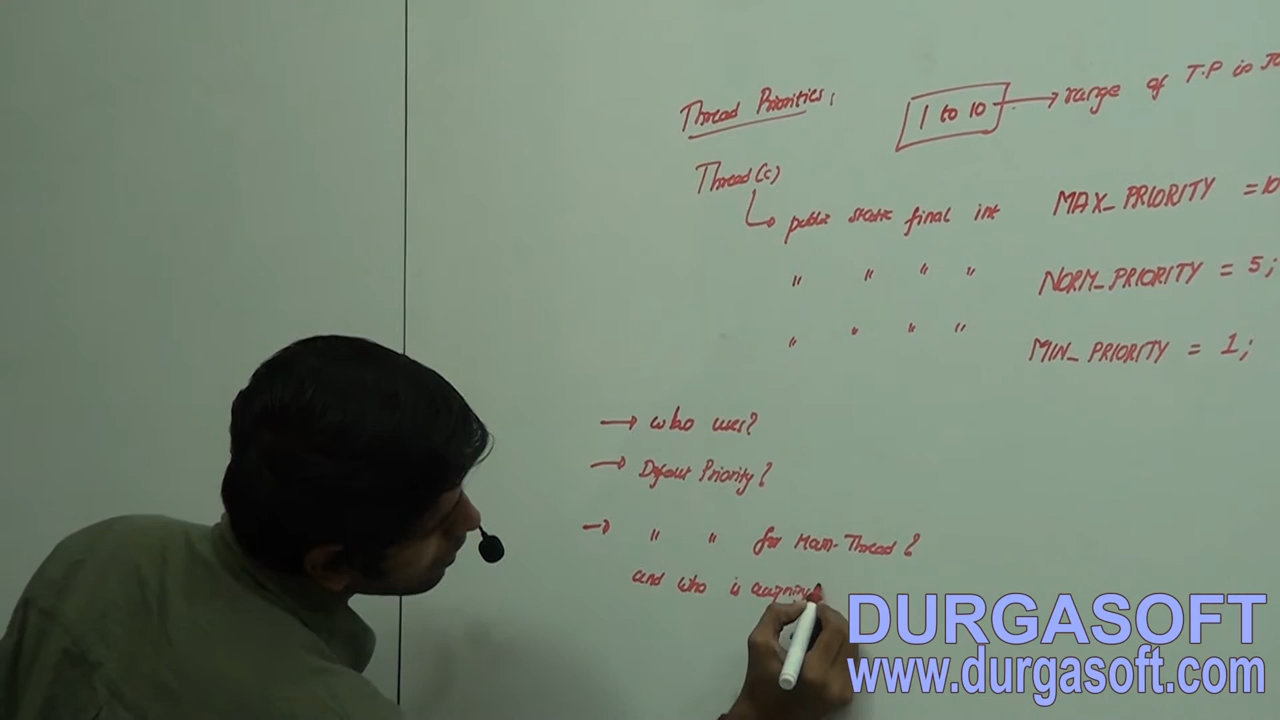 Thread Priorities:
1 to 10 → range of T.P is
Thread(c)
→ public static final int MAX_PRIORITY = 10
" " " " NORM_PRIORITY = 5;
" " " " MIN_PRIORITY = 1;
→ who uses?
→ Default Priority?
→ " " for Main-Thread?
and who is
DURGASOFT
www.durgasoft.com